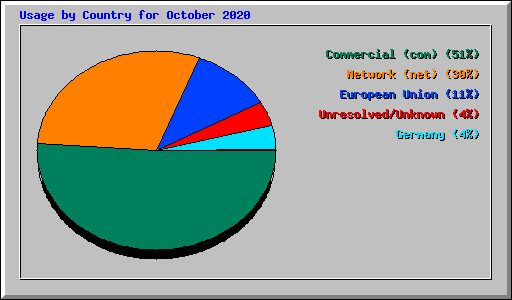 Usage by Country for October 2020
Commercial (com) (51%)
Network (net) (30%)
European Union (11%)
Unresolved/Unknown (4%)
Germany (4%)